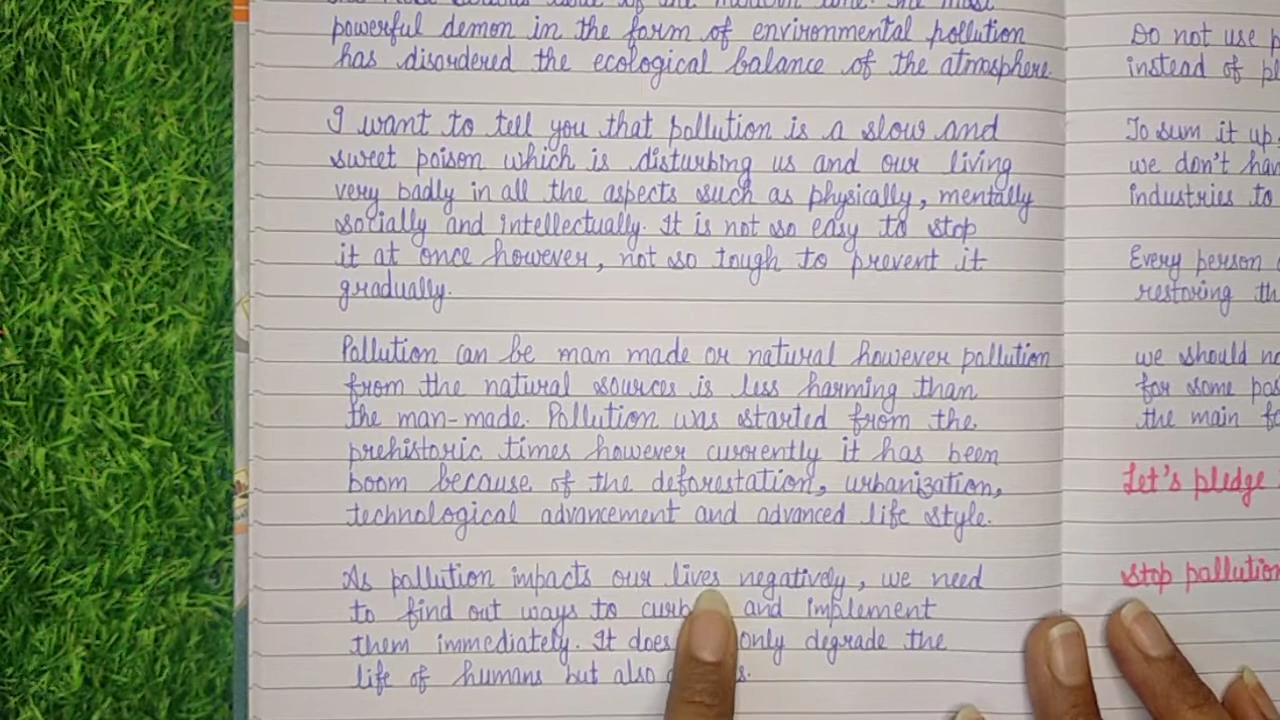 powerful demon in the form of environmental pollution
has disordered the ecological balance of the atmosphere.
I want to tell you that pollution is a slow and
sweet poison which is disturbing us and our living
very badly in all the aspects such as physically, mentally
socially and intellectually. It is not so easy to stop
it at once however, not so tough to prevent it
gradually.
Pollution can be man made or natural however pollution
from the natural sources is less harming than
the man-made. Pollution was started from the
prehistoric times however currently it has been
boom because of the deforestation, urbanization,
technological advancement and advanced life style.
As pollution impacts our lives negatively, we need
to find out ways to curb and implement
them immediately. It does only degrade the
life of humans but also
Do not use
instead of
To sum it up,
we don't
industries to
Every person
restoring
we should
for some
the main
Let's pledge
stop pollution